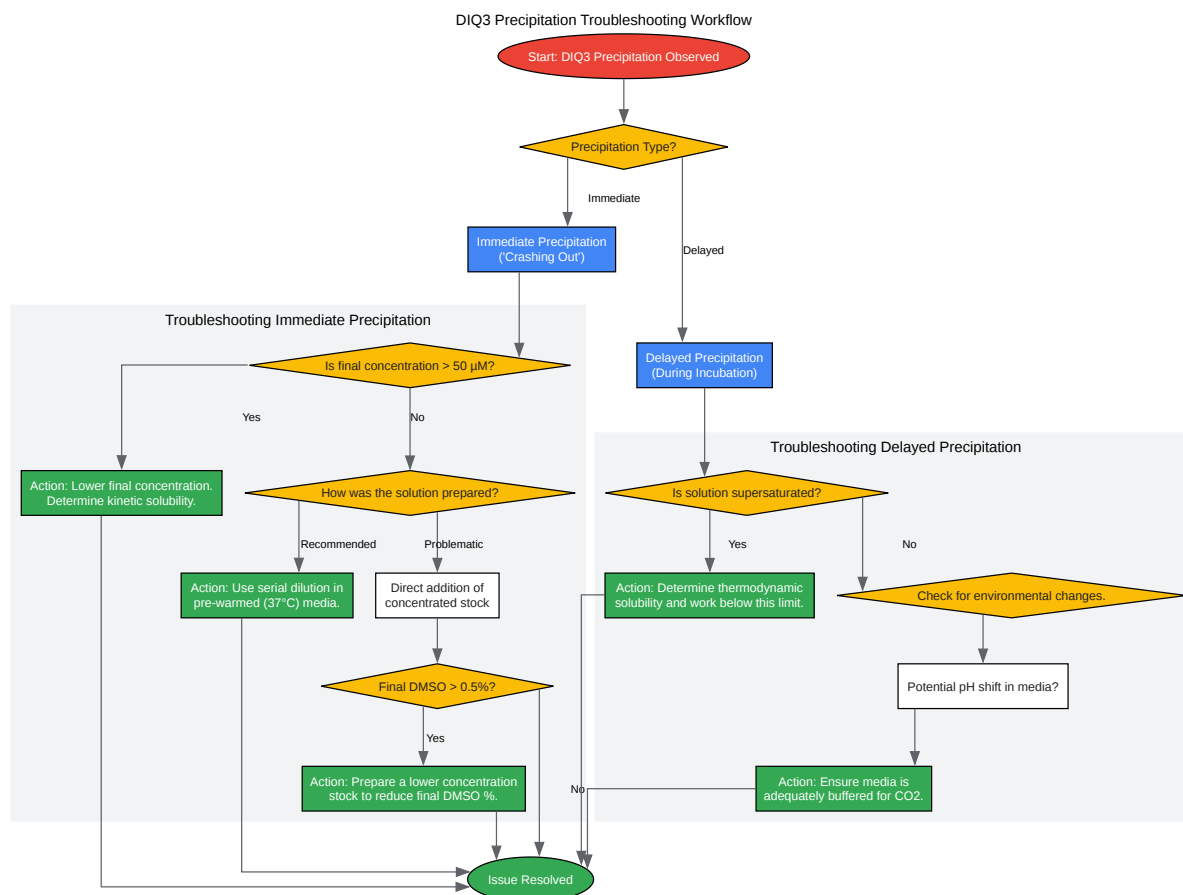 DIQ3 Precipitation Troubleshooting Workflow
Start: DIQ3 Precipitation Observed
Precipitation Type?
Immediate
Delayed
Immediate Precipitation
('Crashing Out')
Troubleshooting Immediate Precipitation
Is final concentration > 50 µM?
Yes
No
Action: Lower final concentration.
Determine kinetic solubility.
How was the solution prepared?
Recommended
Problematic
Action: Use serial dilution in
pre-warmed (37°C) media.
Direct addition of
concentrated stock
Final DMSO > 0.5%?
Yes
No
Action: Prepare a lower concentration
stock to reduce final DMSO %.
Delayed Precipitation
(During Incubation)
Troubleshooting Delayed Precipitation
Is solution supersaturated?
Yes
No
Action: Determine thermodynamic
solubility and work below this limit.
Check for environmental changes.
Potential pH shift in media?
Action: Ensure media is
adequately buffered for CO2.
Issue Resolved